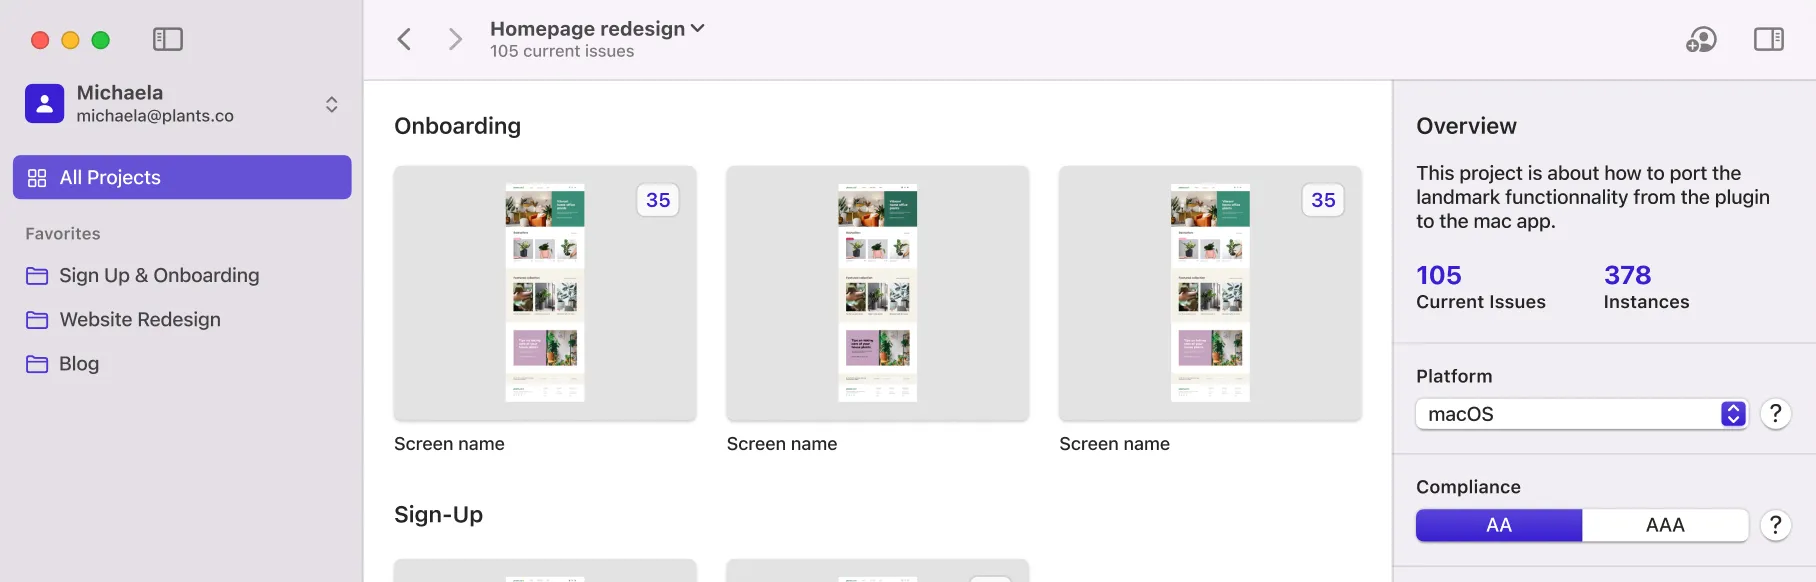 Michaela
michaela@plants.co
All Projects
Favorites
Sign Up & Onboarding
Website Redesign
Blog
Homepage redesign
105 current issues
Onboarding
35
35
Screen name
Screen name
Screen name
Sign-Up
Overview
This project is about how to port the
landmark functionnality from the plugin
to the mac app.
105
Current Issues
378
Instances
Platform
macOS
?
Compliance
AA
AAA
?